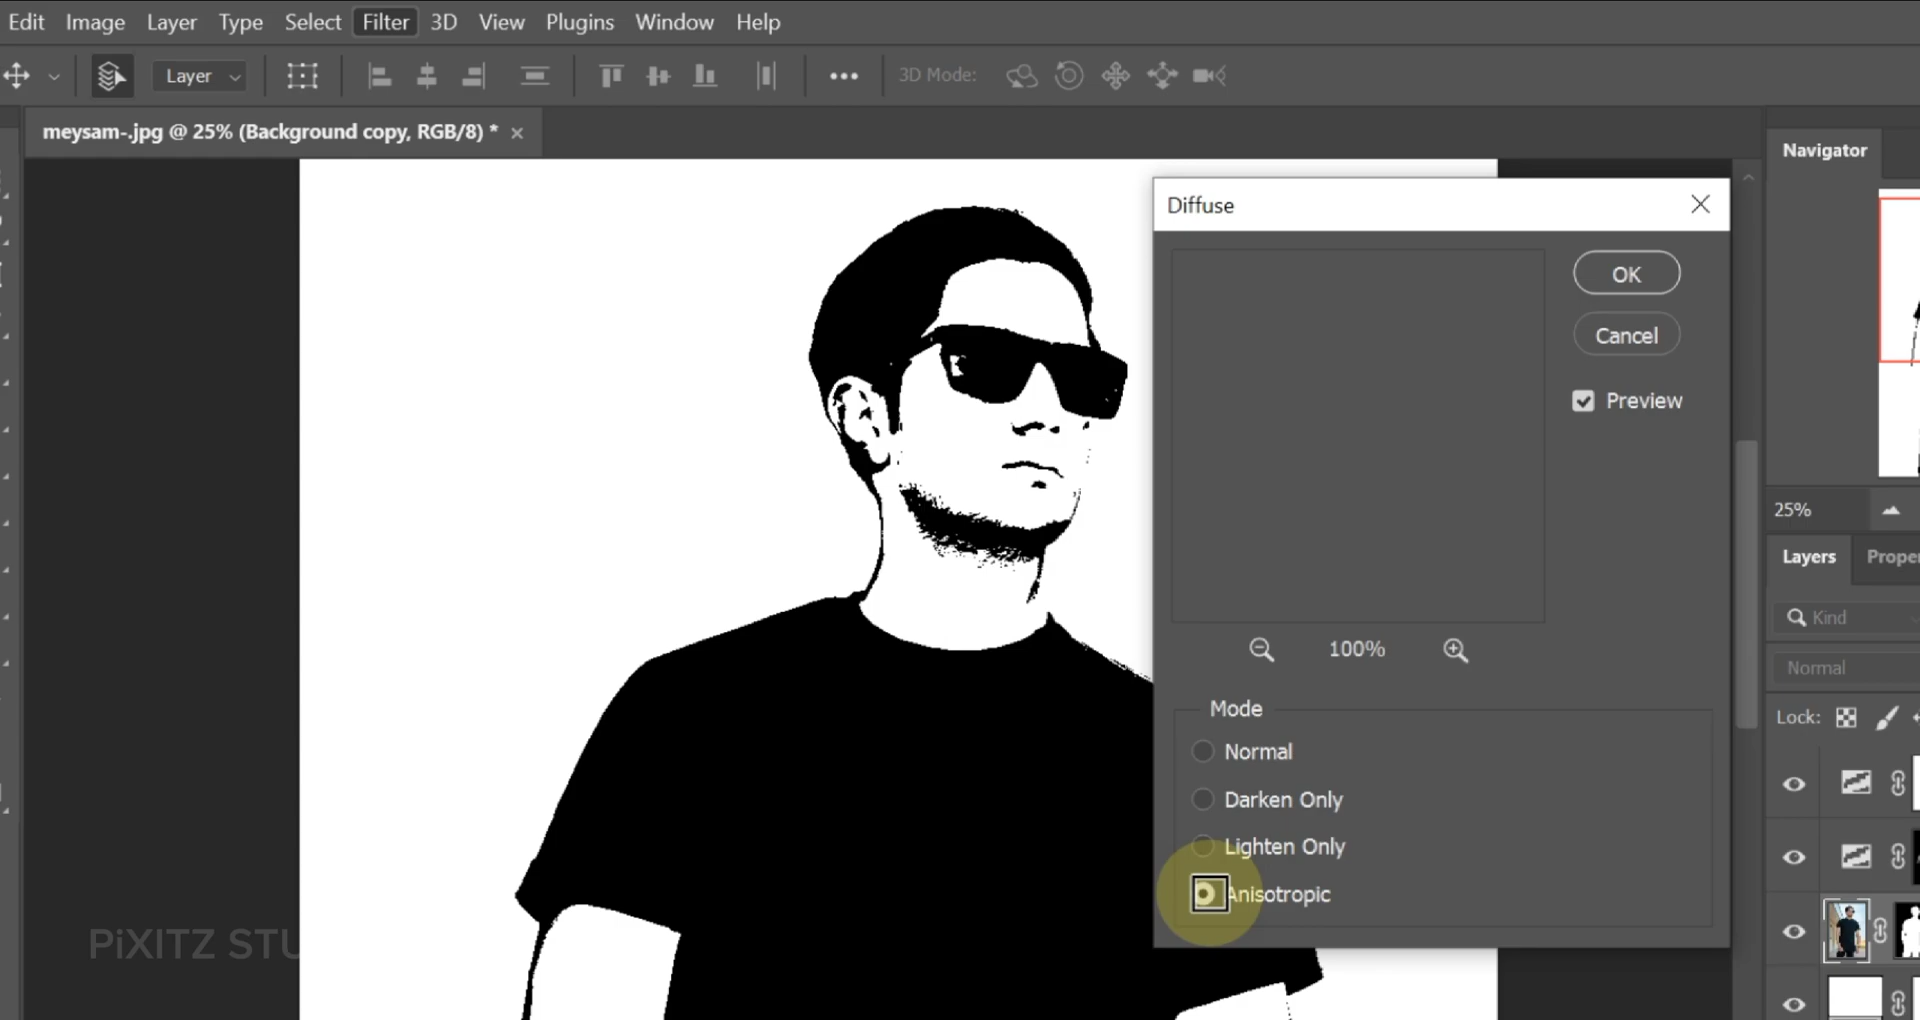 Edit Image Layer Type Select Filter 3D View Plugins Window Help
Layer 3D Mode:
meysam-.jpg @ 25% (Background copy, RGB/8) *
Navigator
Diffuse
OK
Cancel
Preview
100%
Mode
Normal
Darken Only
Lighten Only
Anisotropic
25%
Layers
Kind
Normal
Lock:
PiXITZ